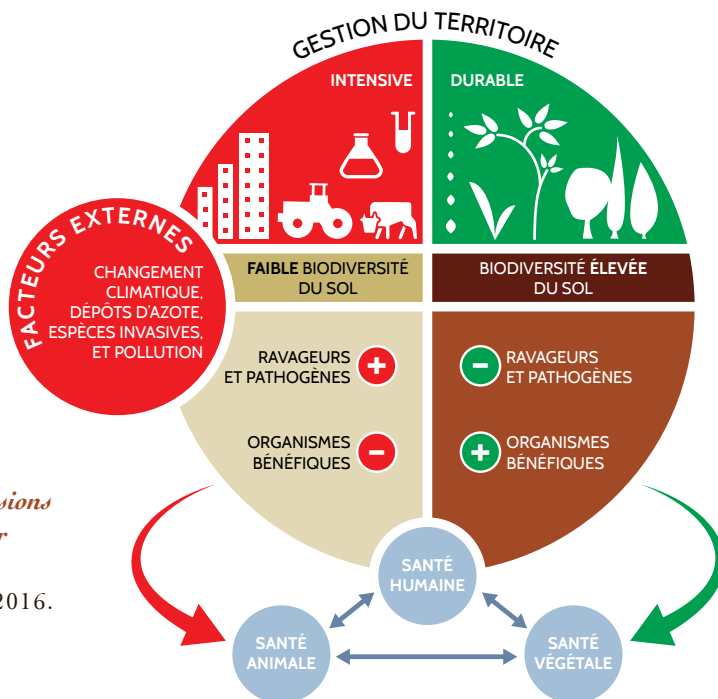 GESTION DU TERRITOIRE
INTENSIVE
DURABLE
FACTEURS EXTERNES
CHANGEMENT
CLIMATIQUE,
DÉPÔTS D'AZOTE,
ESPÈCES INVASIVES,
ET POLLUTION
FAIBLE BIODIVERSITÉ
DU SOL
BIODIVERSITÉ ÉLEVÉE
DU SOL
RAVAGEURS
ET PATHOGÈNES
+
-
RAVAGEURS
ET PATHOGÈNES
ORGANISMES
BÉNÉFIQUES
-
+
ORGANISMES
BÉNÉFIQUES
sions
r
2016.
SANTÉ
HUMAINE
SANTÉ
ANIMALE
SANTÉ
VÉGÉTALE